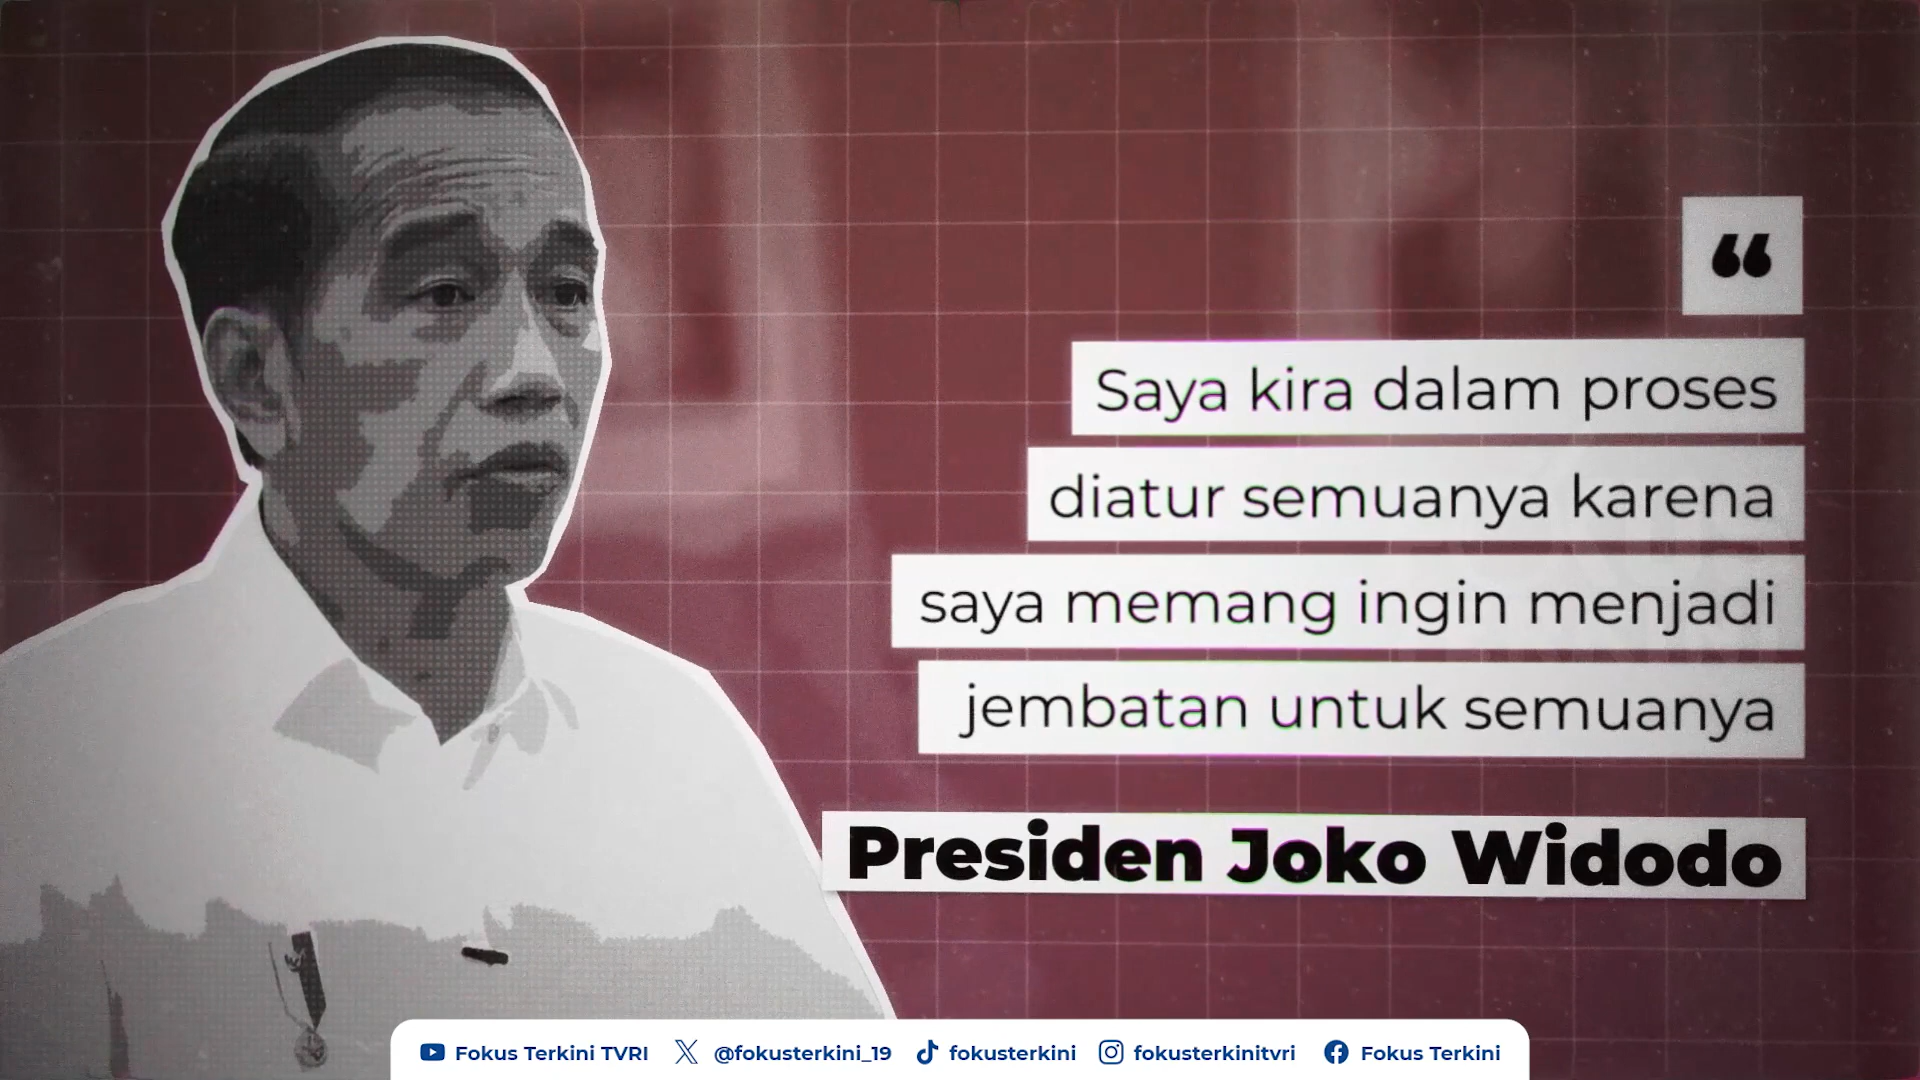 “
Saya kira dalam proses
diatur semuanya karena
saya memang ingin menjadi
jembatan untuk semuanya
Presiden Joko Widodo
Fokus Terkini TVRI @fokusterkini_19 fokusterkini fokusterkinitvri Fokus Terkini